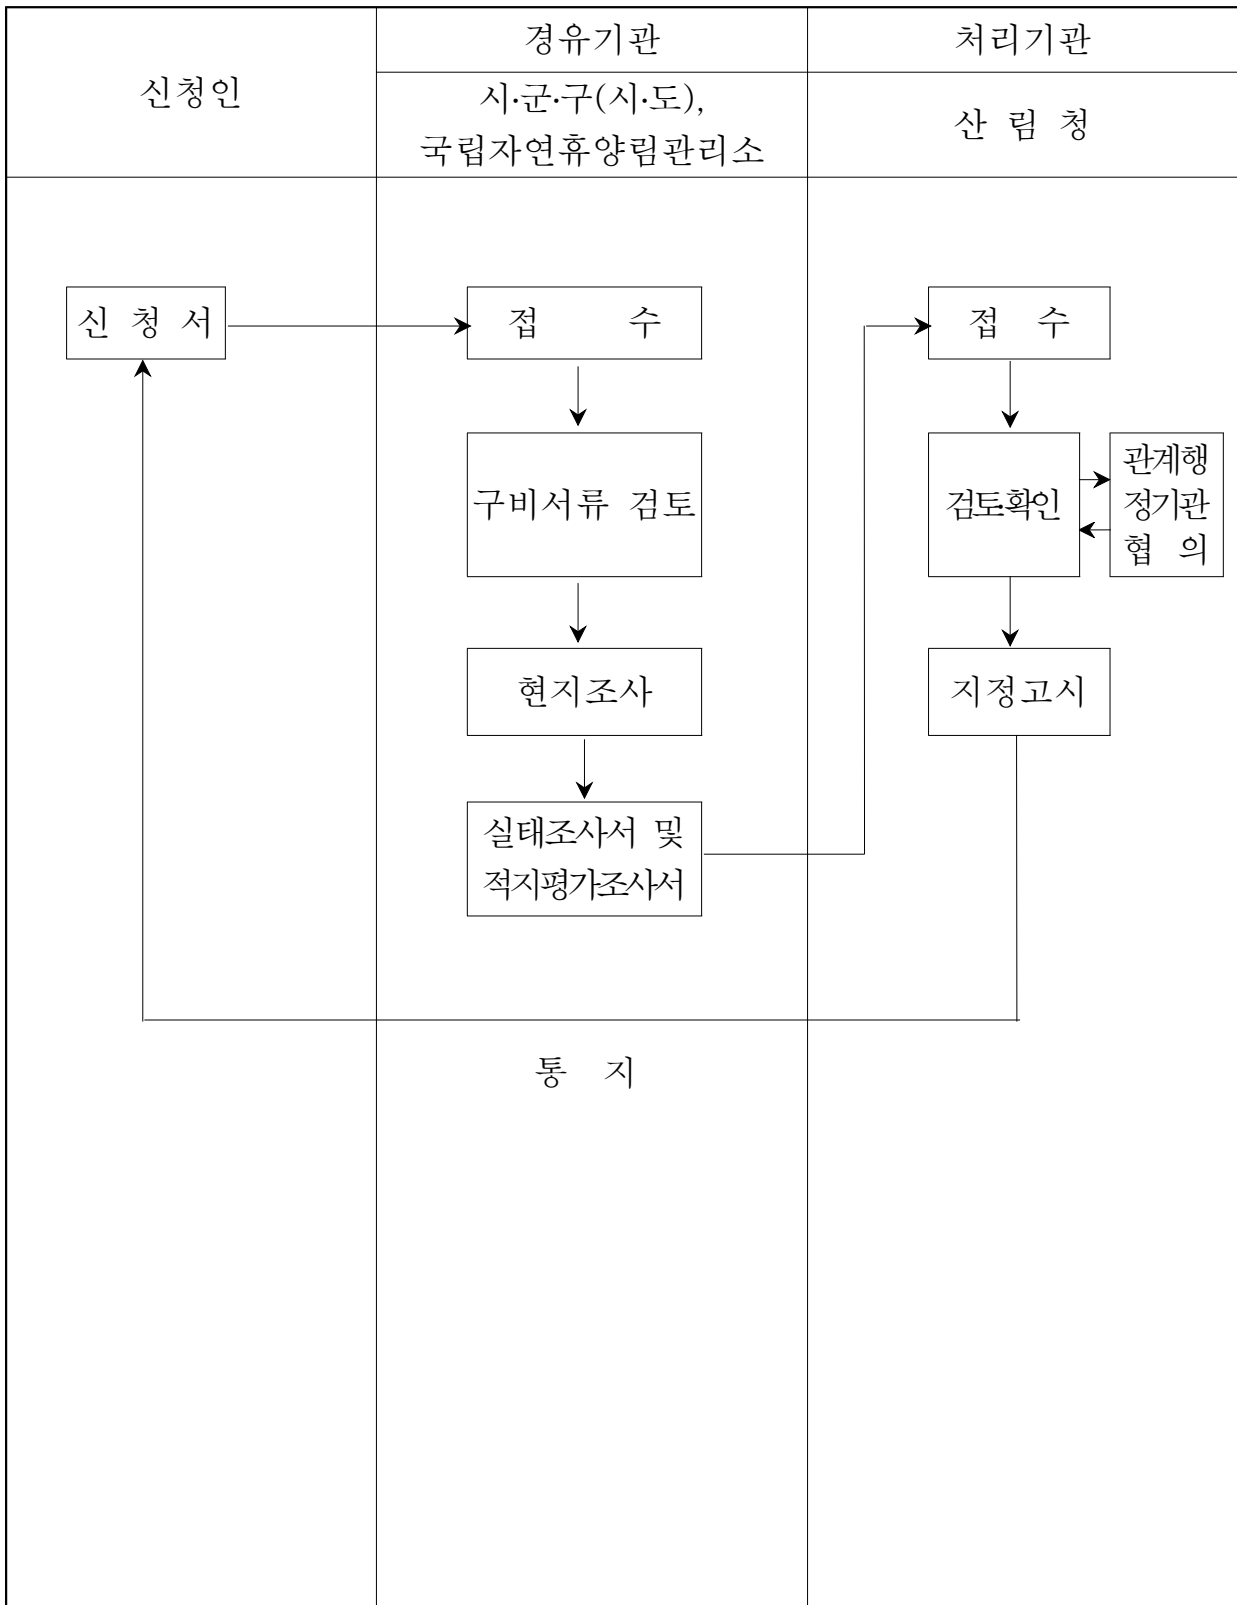 신청인
경유기관
처리기관
시·군·구(시·도),
국립자연휴양림관리소
산 림 청
신 청 서
접 수
구비서류 검토
현지조사
실태조사서 및
적지평가조사서
접 수
검토·확인
관계행
정기관
협 의
지정고시
통 지